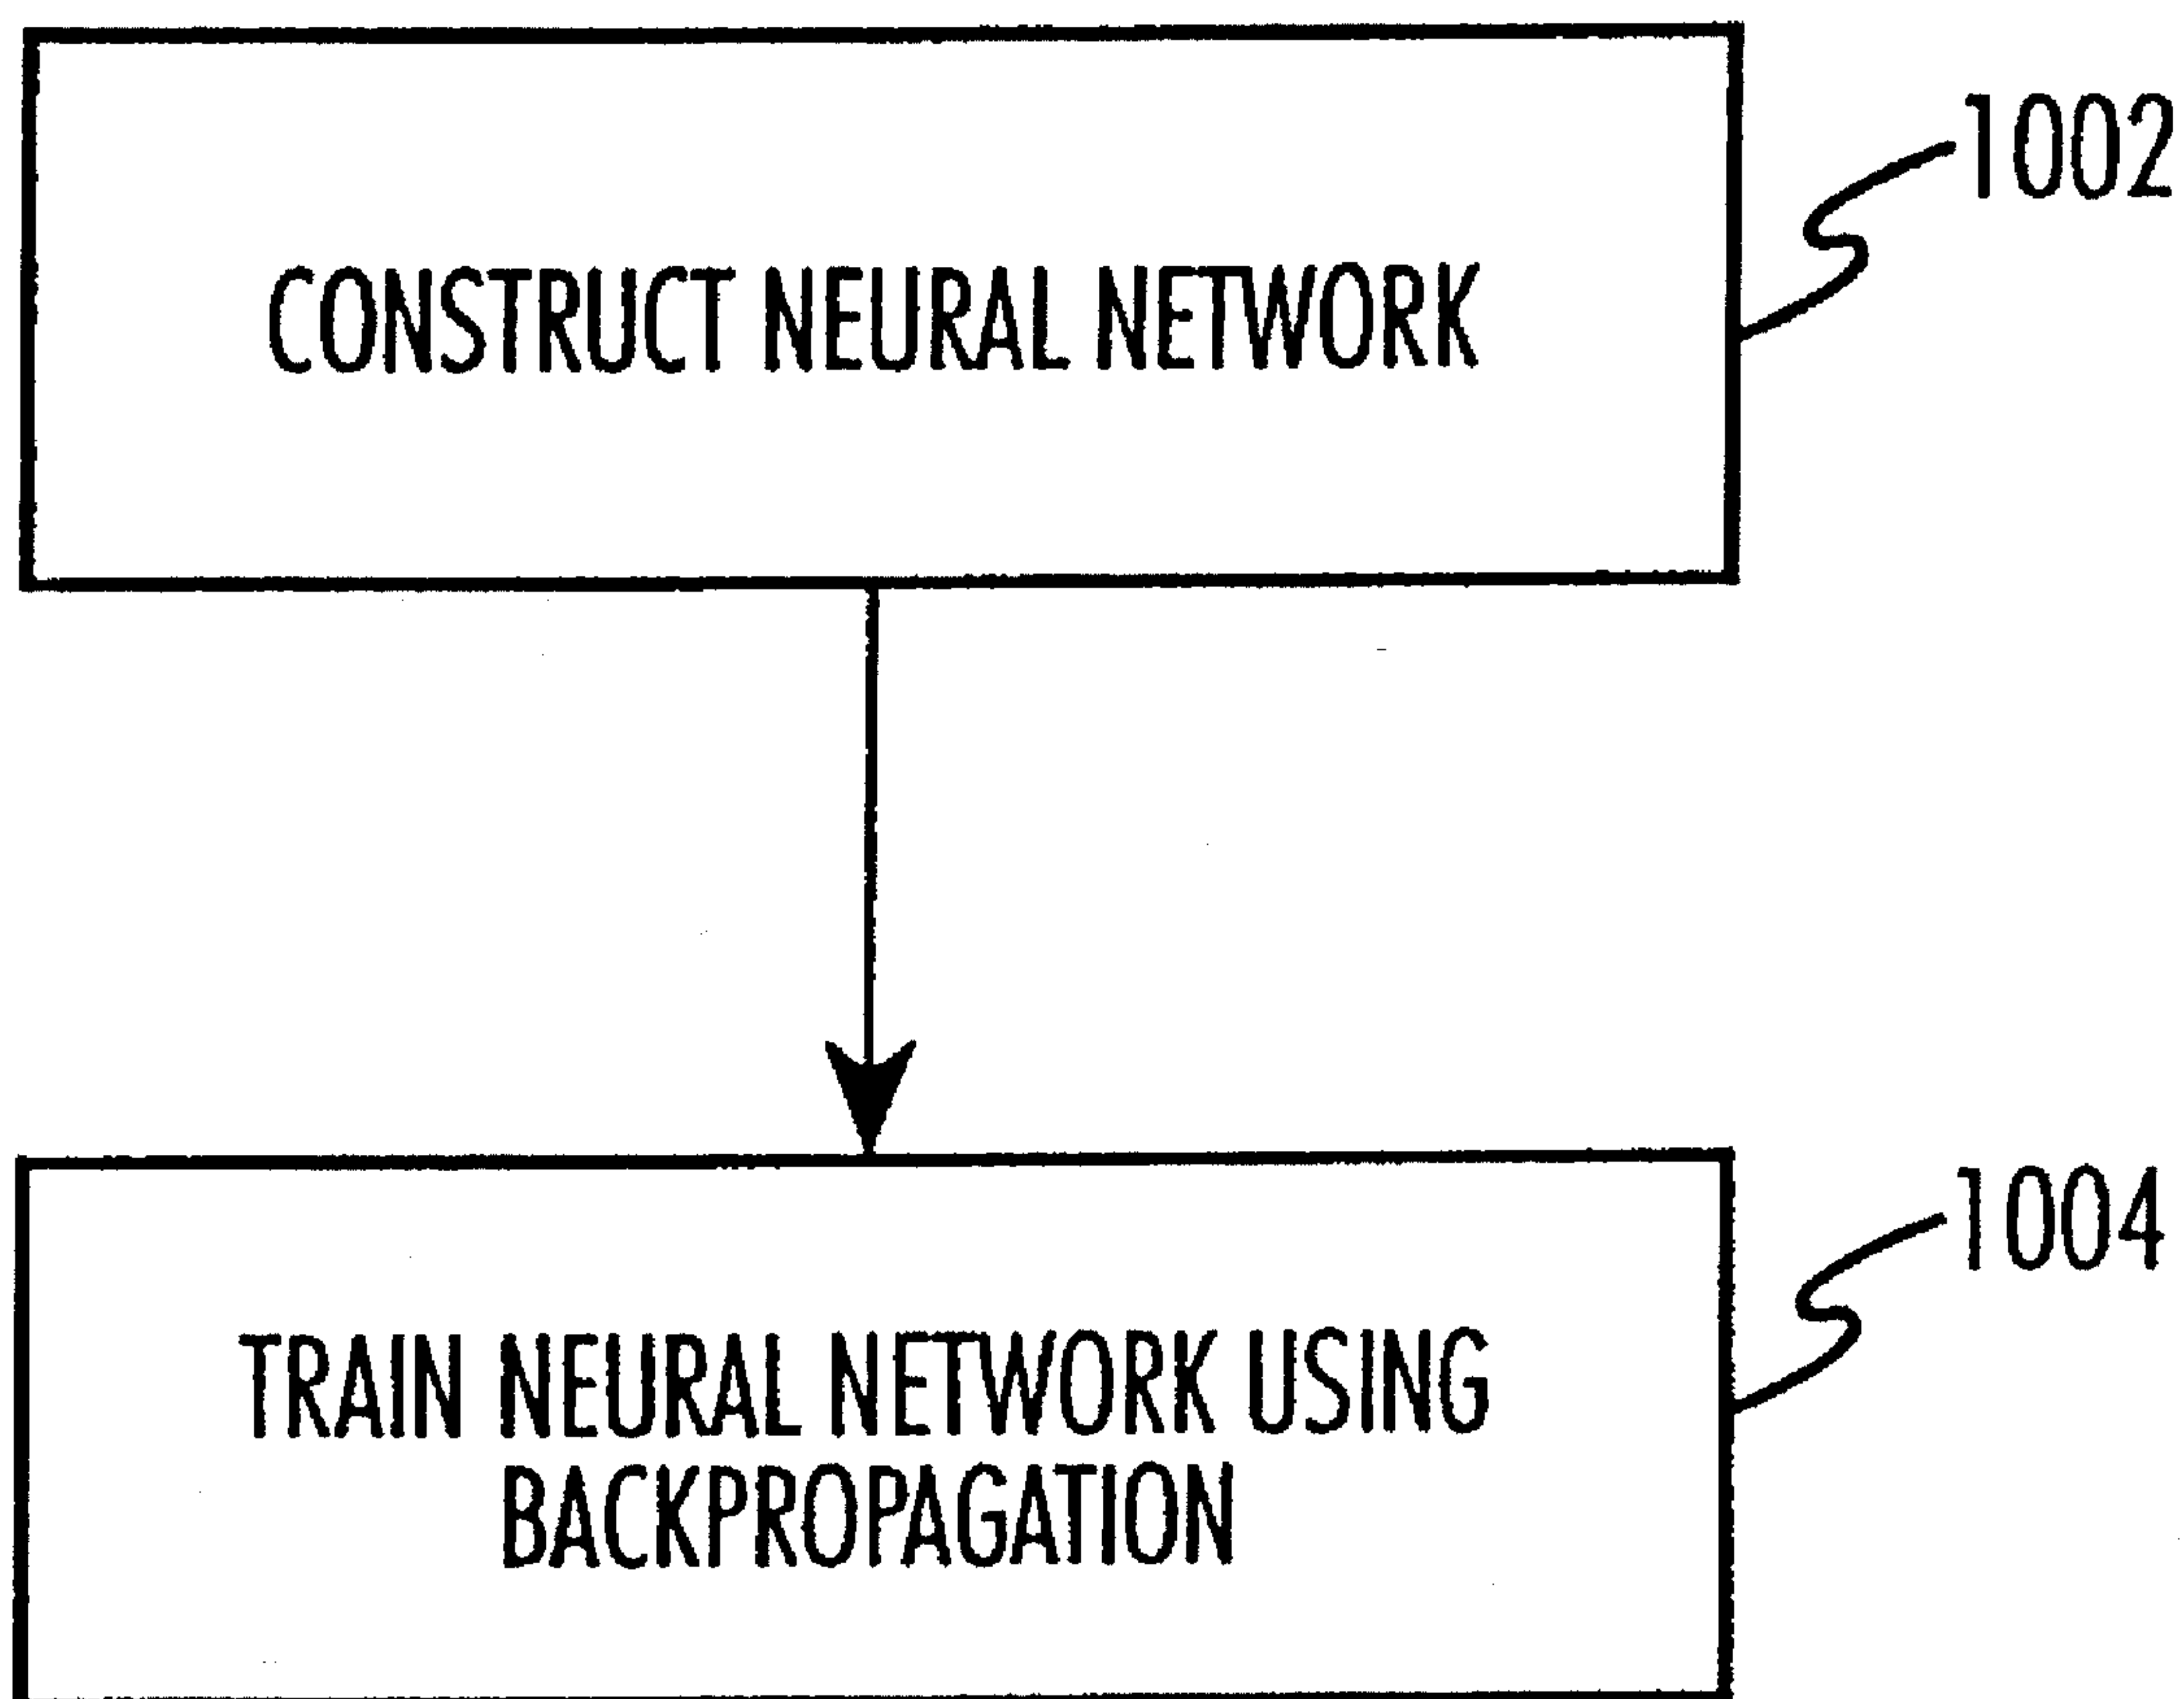 1002
CONSTRUCT NEURAL NETWORK
1004
TRAIN NEURAL NETWORK USING
BACKPROPAGATION